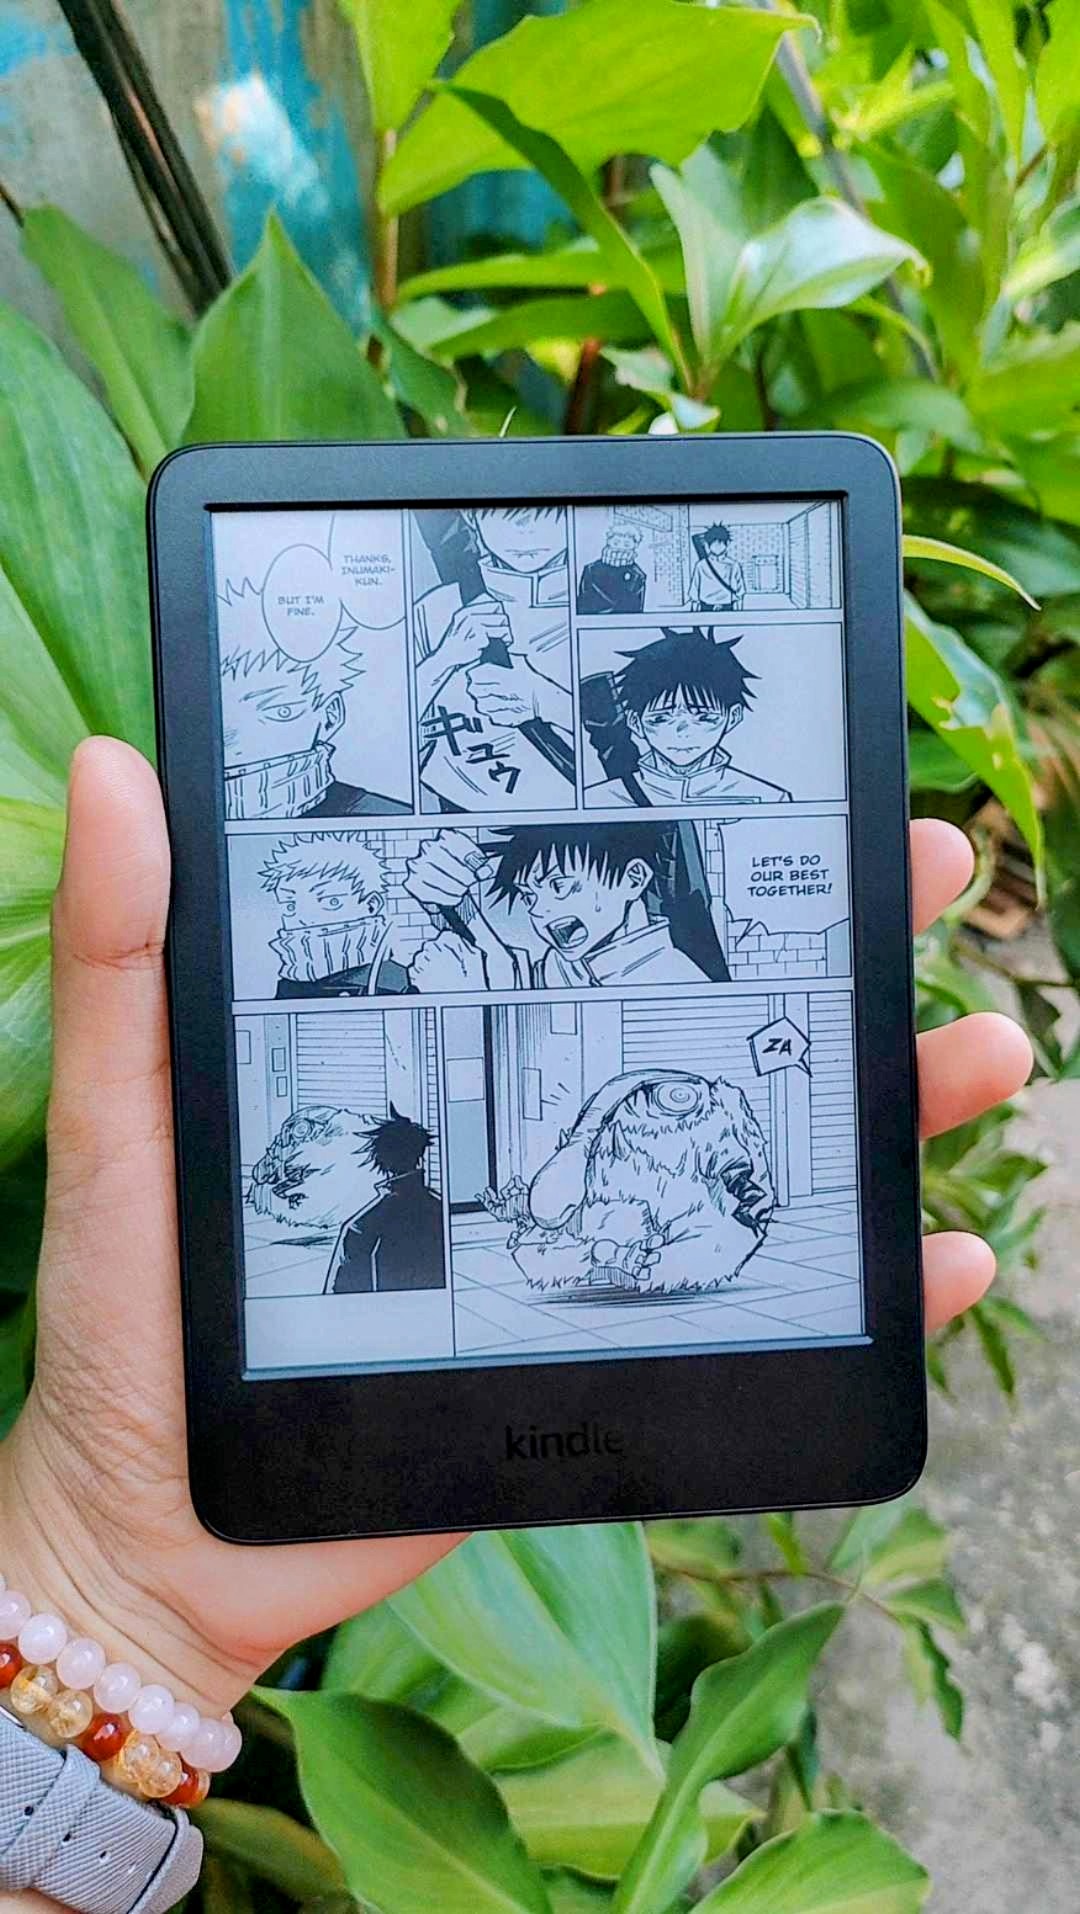 THANKS,
INUMAKI-
KUN.
BUT I'M
FINE.
ギュウ
LET'S DO
OUR BEST
TOGETHER!
ZA
kindle